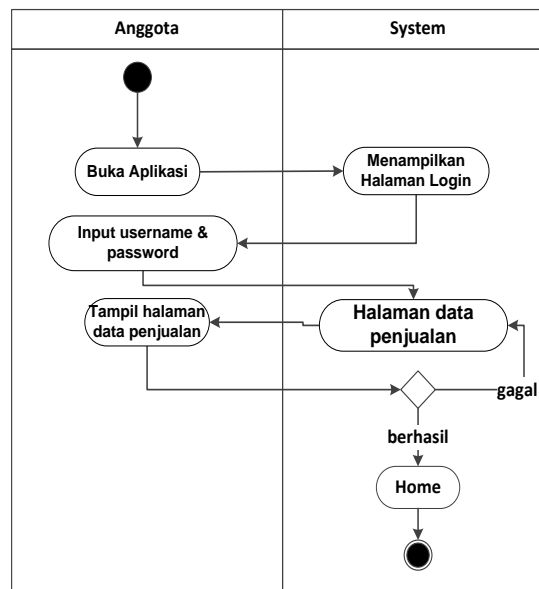 Anggota
System
Buka Aplikasi
Menampilkan
Halaman Login
Input username &
password
Halaman data
penjualan
Tampil halaman
data penjualan
gagal
berhasil
Home